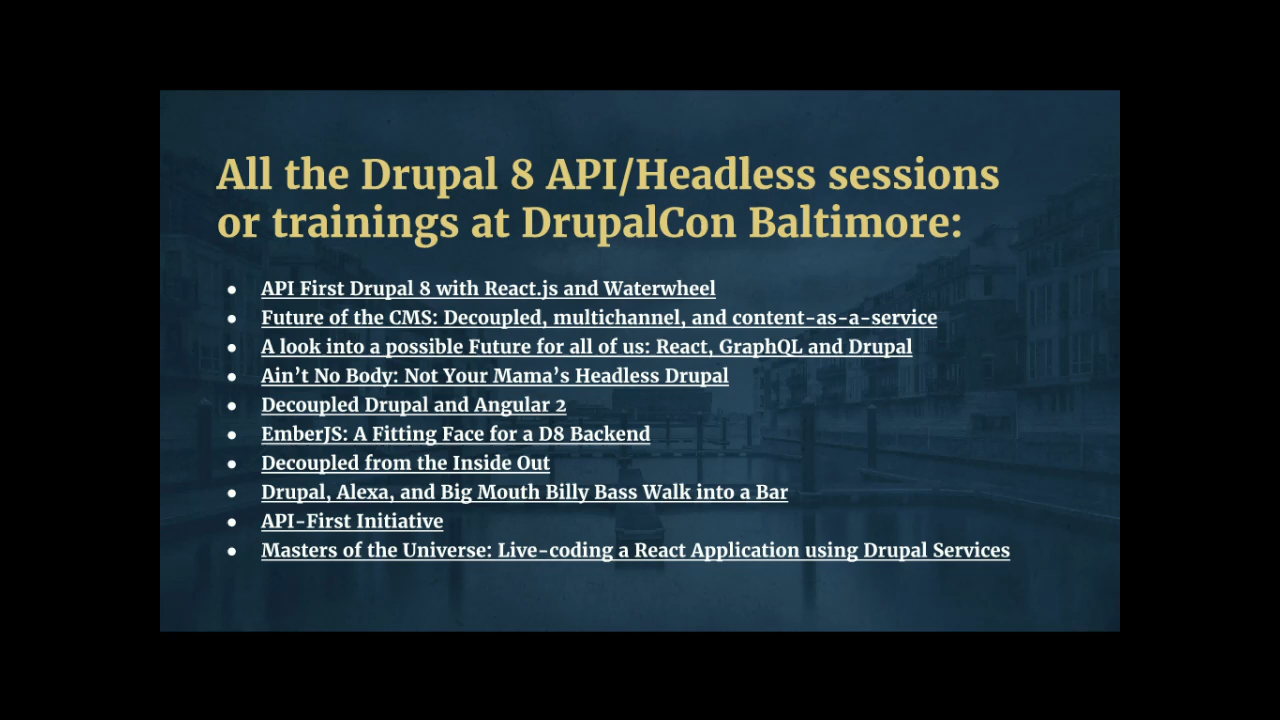 All the Drupal 8 API/Headless sessions
or trainings at DrupalCon Baltimore:
● API First Drupal 8 with React.js and Waterwheel
● Future of the CMS: Decoupled, multichannel, and content-as-a-service
● A look into a possible Future for all of us: React, GraphQL and Drupal
● Ain’t No Body: Not Your Mama’s Headless Drupal
● Decoupled Drupal and Angular 2
● EmberJS: A Fitting Face for a D8 Backend
● Decoupled from the Inside Out
● Drupal, Alexa, and Big Mouth Billy Bass Walk into a Bar
● API-First Initiative
● Masters of the Universe: Live-coding a React Application using Drupal Services